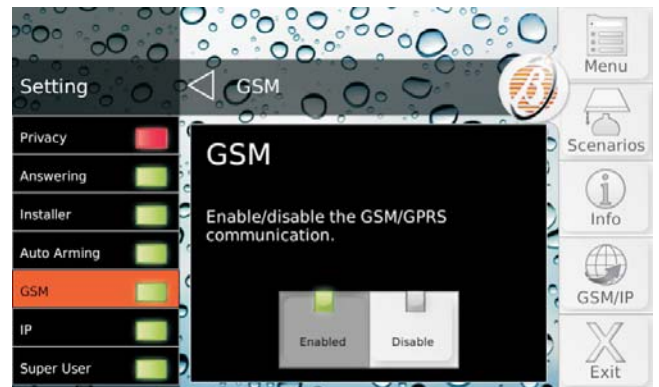 Setting
GSM
Privacy
Answering
Installer
Auto Arming
GSM
IP
Super User
GSM
Enable/disable the GSM/GPRS
communication.
Enabled
Disable
Menu
Scenarios
Info
GSM/IP
Exit